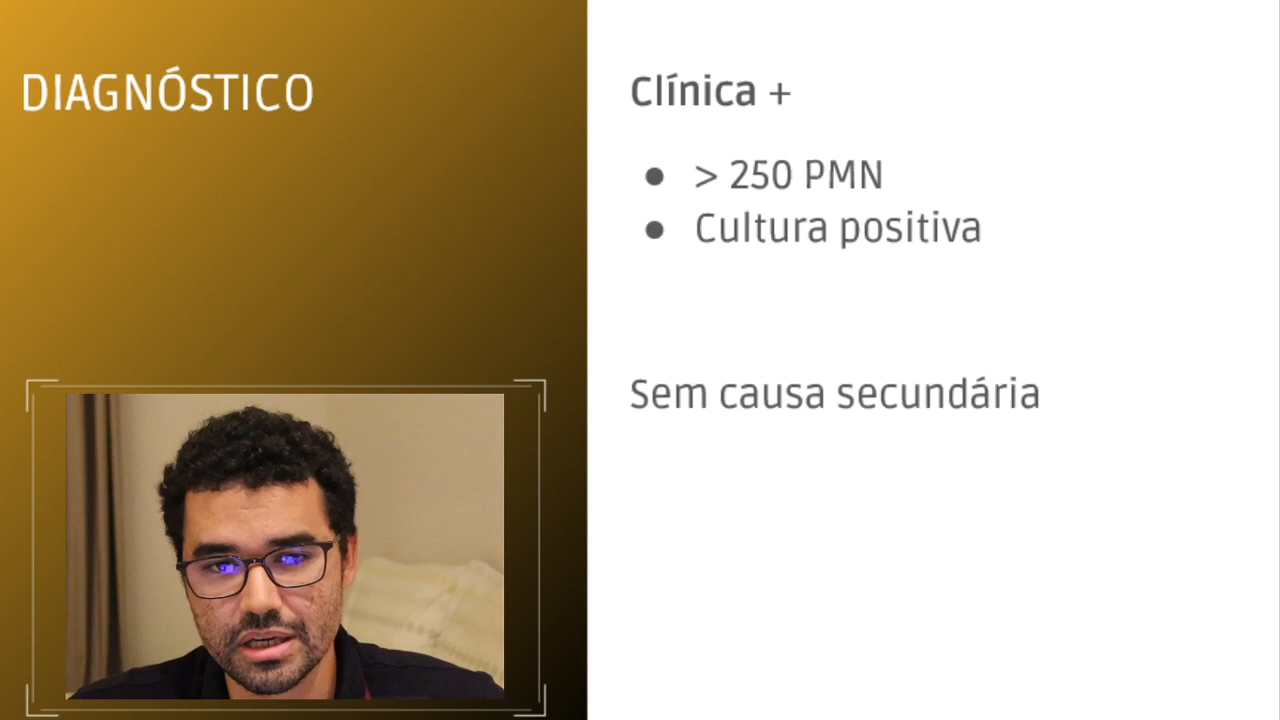 DIAGNÓSTICO
Clínica +
● > 250 PMN
● Cultura positiva
Sem causa secundária